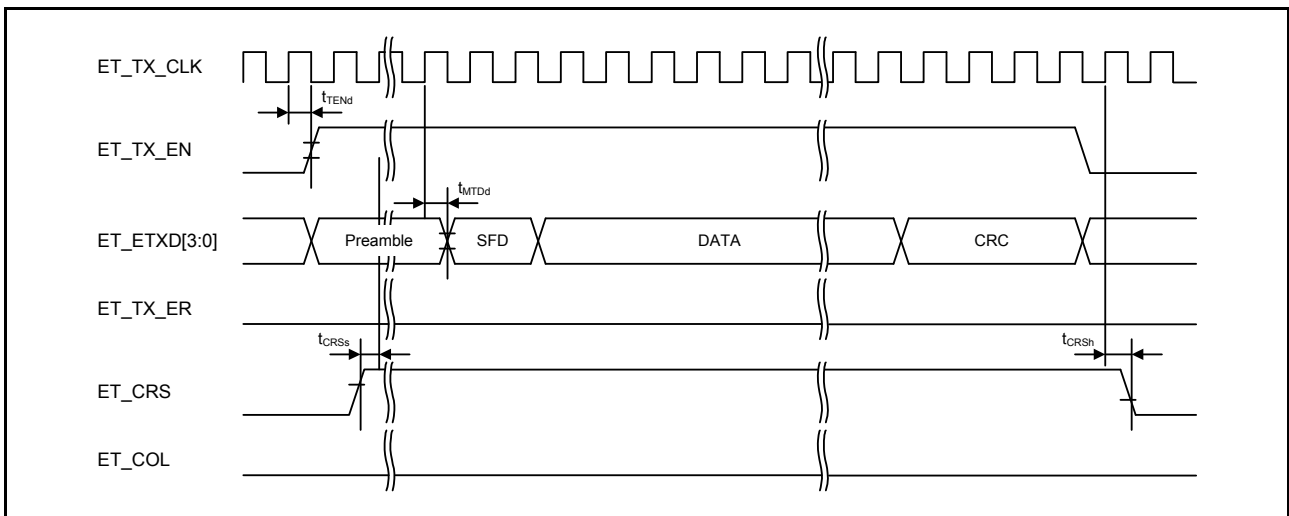 ET_TX_CLK
tTENd
ET_TX_EN
tMTDd
ET_ETXD[3:0]
Preamble
SFD
DATA
CRC
ET_TX_ER
tCRSs
tCRSh
ET_CRS
ET_COL